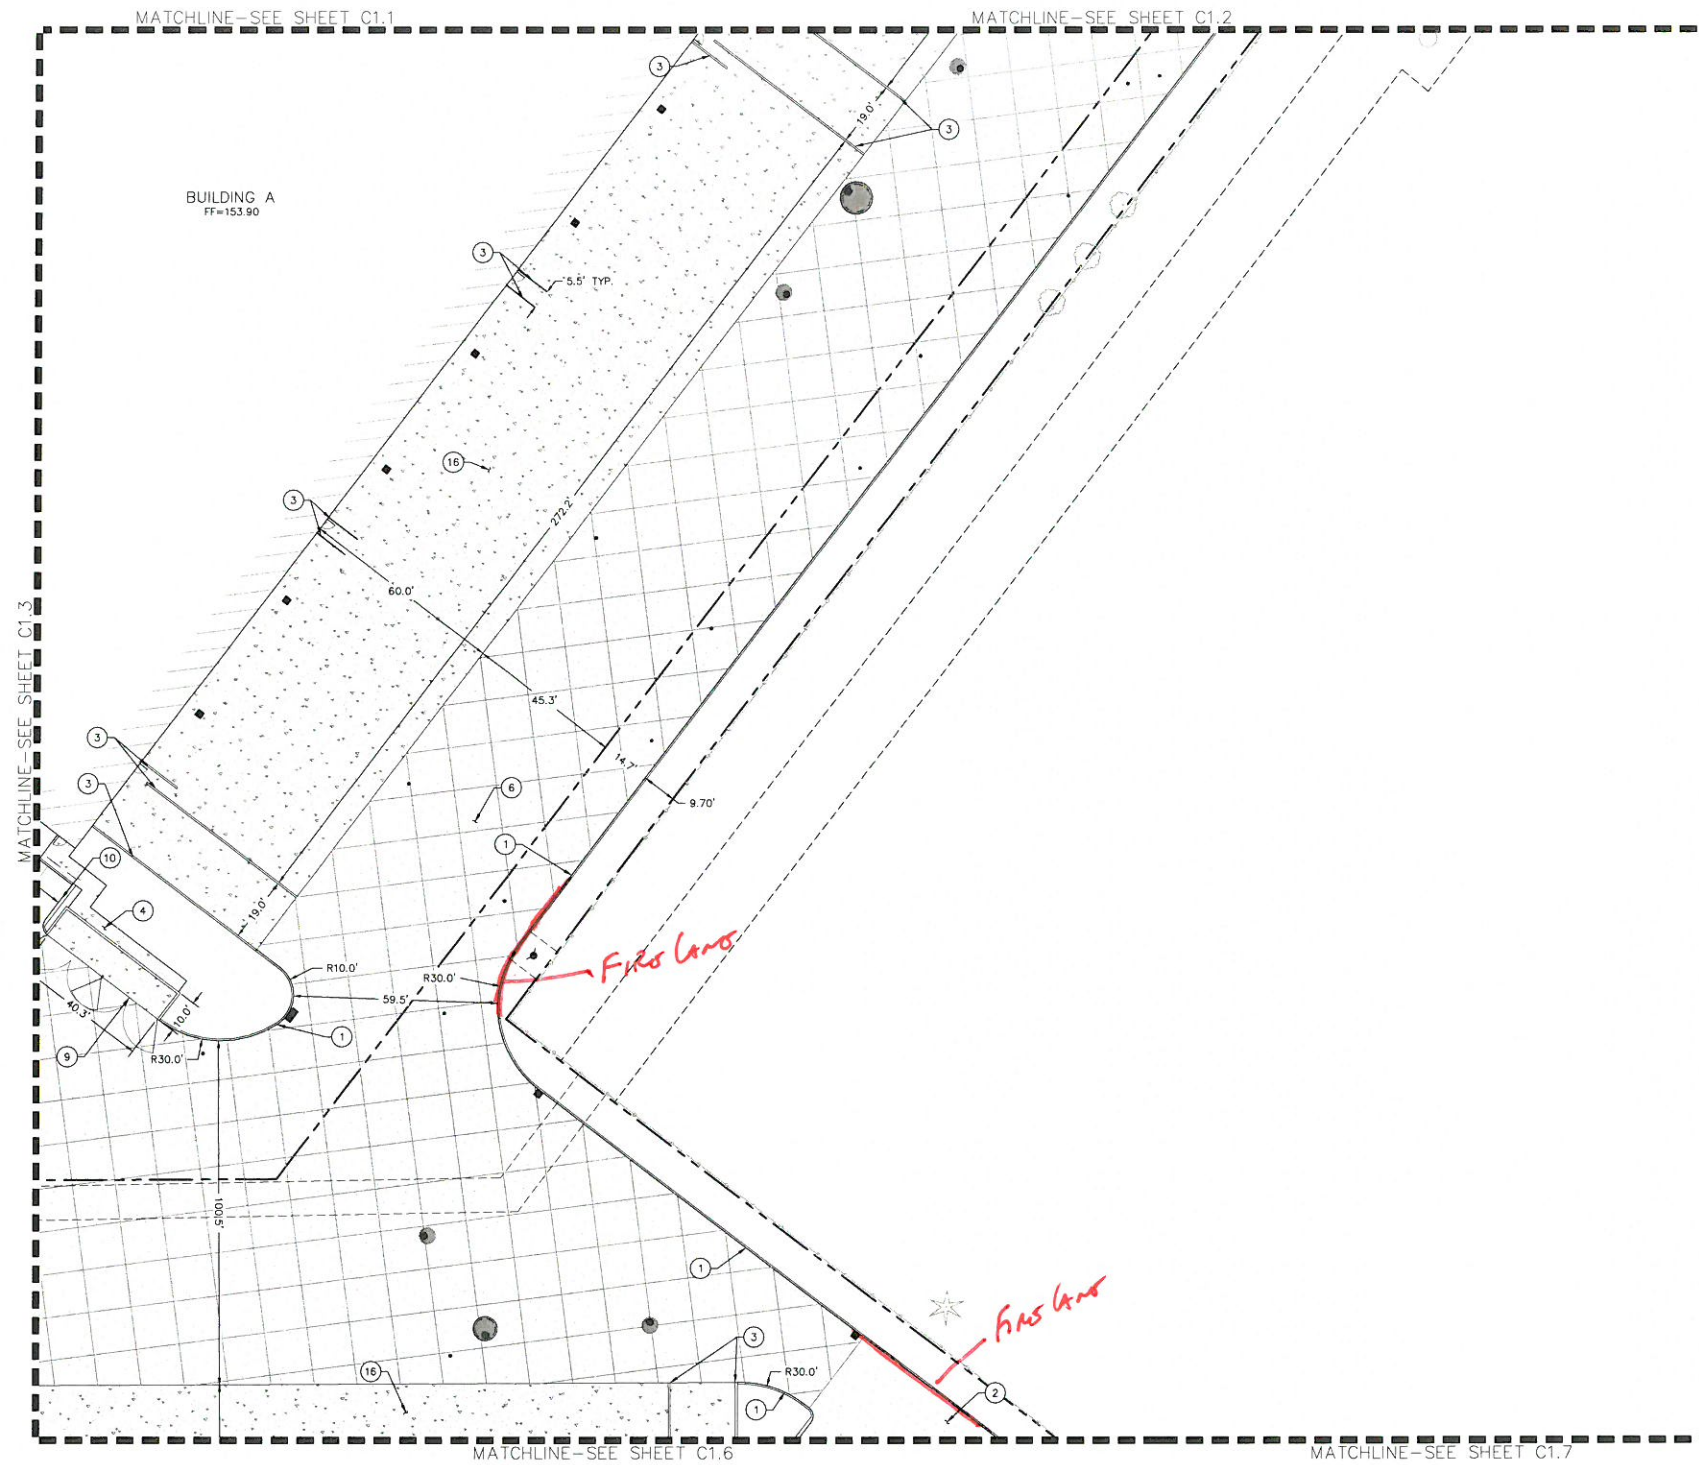 MATCHLINE-SEE SHEET C1.1
MATCHLINE-SEE SHEET C1.2
3
19.0'
3
BUILDING A
FF=153.90
3
5.5' TYP.
16
3
272.2'
60.0'
MATCHLINE-SEE SHEET C1.3
45.3'
3
14.7'
3
6
9.70'
1
10
4
19.0'
FIRE LANE
R10.0'
R30.0'
59.5'
40.3'
10.0'
1
9
R30.0'
100.5'
1
FIRE LANE
3
16
R30.0'
1
2
MATCHLINE-SEE SHEET C1.6
MATCHLINE-SEE SHEET C1.7